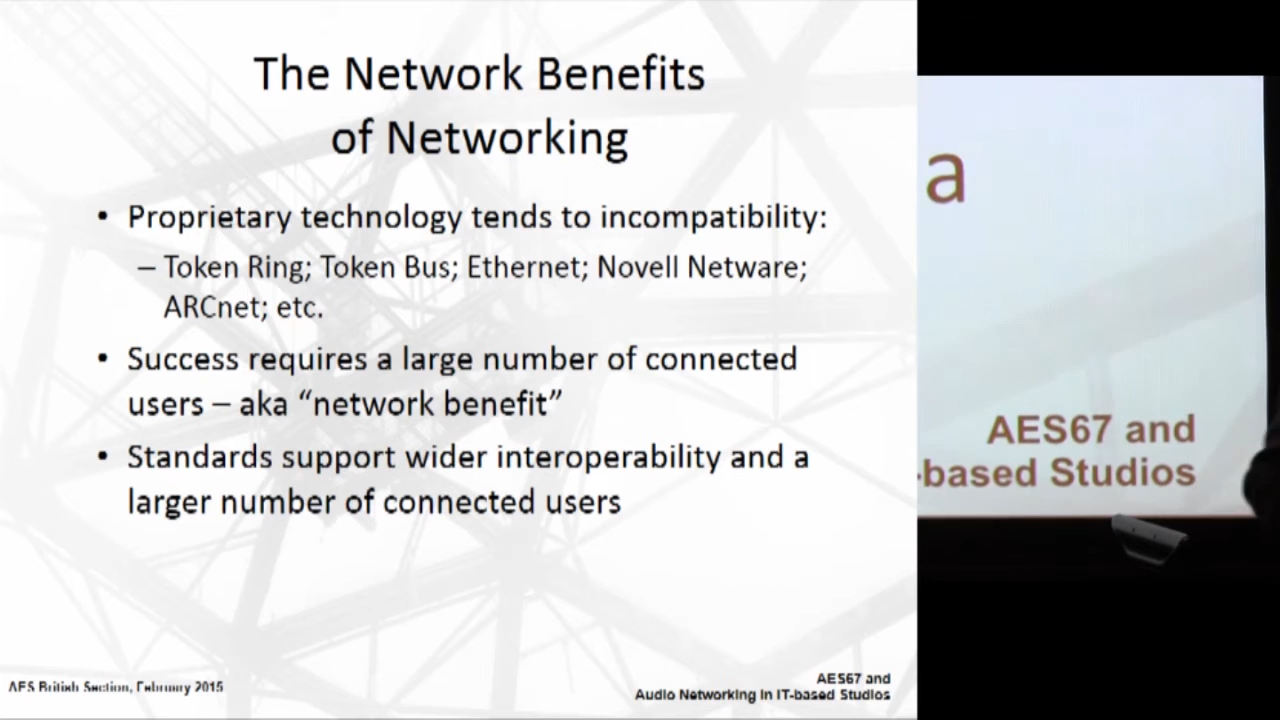 The Network Benefits
of Networking
• Proprietary technology tends to incompatibility:
– Token Ring; Token Bus; Ethernet; Novell Netware;
ARCnet; etc.
• Success requires a large number of connected
users – aka “network benefit”
• Standards support wider interoperability and a
larger number of connected users
AES British Section, February 2015
AES67 and
Audio Networking in IT-based Studios
a
AES67 and
-based Studios